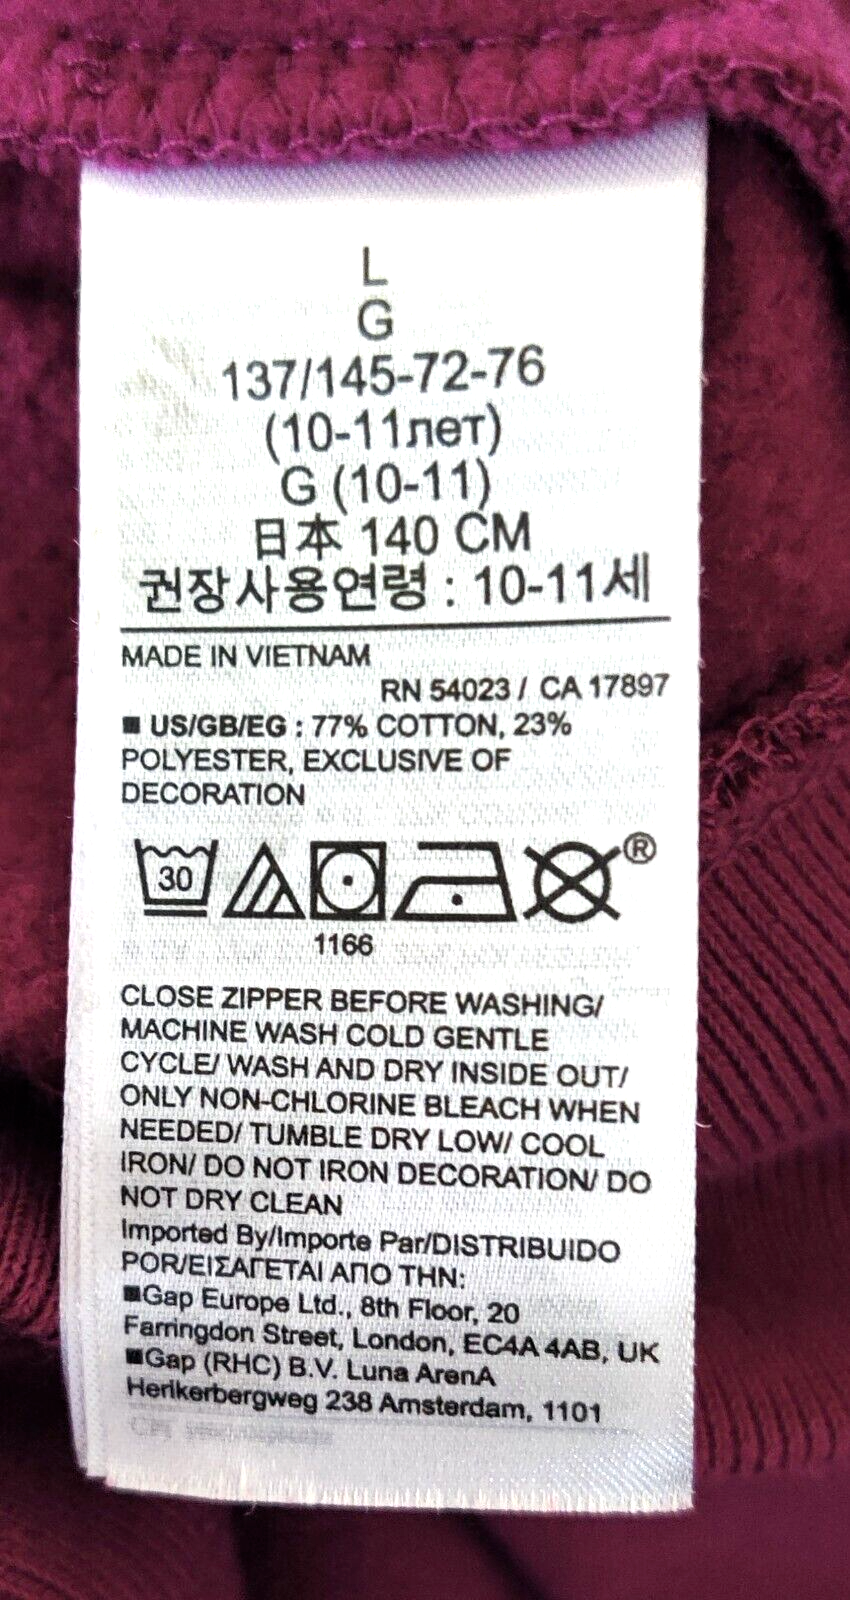 L
G
137/145-72-76
(10-11лет)
G (10-11)
日本 140 CM
권장사용연령 : 10-11세
MADE IN VIETNAM
RN 54023 / CA 17897
■ US/GB/EG : 77% COTTON, 23%
POLYESTER, EXCLUSIVE OF
DECORATION
30
®
1166
CLOSE ZIPPER BEFORE WASHING/
MACHINE WASH COLD GENTLE
CYCLE/ WASH AND DRY INSIDE OUT/
ONLY NON-CHLORINE BLEACH WHEN
NEEDED/ TUMBLE DRY LOW/ COOL
IRON/ DO NOT IRON DECORATION/ DO
NOT DRY CLEAN
Imported By/Importe Par/DISTRIBUIDO
POR/ΕΙΣΑΓΕΤΑΙ ΑΠΟ ΤΗΝ:
■Gap Europe Ltd., 8th Floor, 20
Farringdon Street, London, EC4A 4AB, UK
■Gap (RHC) B.V. Luna ArenA
Herikerbergweg 238 Amsterdam, 1101